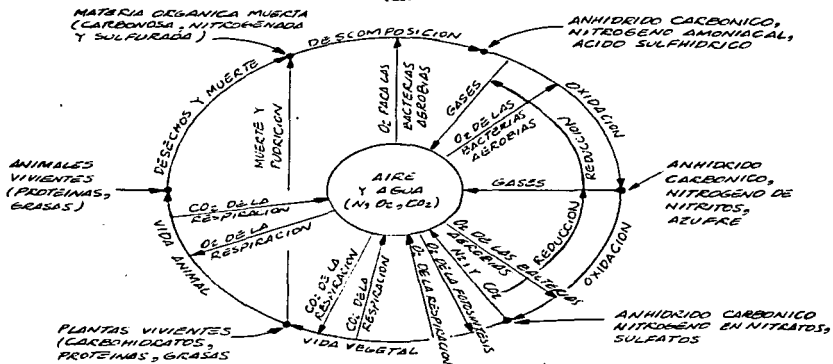 MATERIA ORGANICA MUERTA
(CARBONOSA, NITROGENADA
Y SULFURADA)
DESCOMPOSICION
ANHIDRIDO CARBONICO,
NITROGENO AMONIACAL,
ACIDO SULFHIDRICO
DESECHOS Y MUERTE
MUERTE Y
PUDRICION
O2 PARA LAS
BACTERIAS
AEROBIAS
GASES
O2 DE LAS
BACTERIAS
AEROBIAS
OXIDACION
REDUCCION
ANIMALES
VIVIENTES
(PROTEINAS,
GRASAS)
AIRE
Y AGUA
(N, O2, CO2)
GASES
ANHIDRIDO
CARBONICO,
NITROGENO DE
NITRITOS,
AZUFRE
CO2 DE LA
RESPIRACION
O2 DE LA
RESPIRACION
VIDA ANIMAL
CO2 DE LA
RESPIRACION
CO2 DE LA
RESPIRACION
O2 DE LA RESPIRACION
O2 DE LA FOTOSINTESIS
N2 Y CO2
O2 DE LAS BACTERIAS
AEROBIAS
REDUCCION
OXIDACION
PLANTAS VIVIENTES
(CARBOHIDRATOS,
PROTEINAS, GRASAS
VIDA VEGETAL
ANHIDRIDO CARBONICO
NITROGENO EN NITRATOS,
SULFATOS